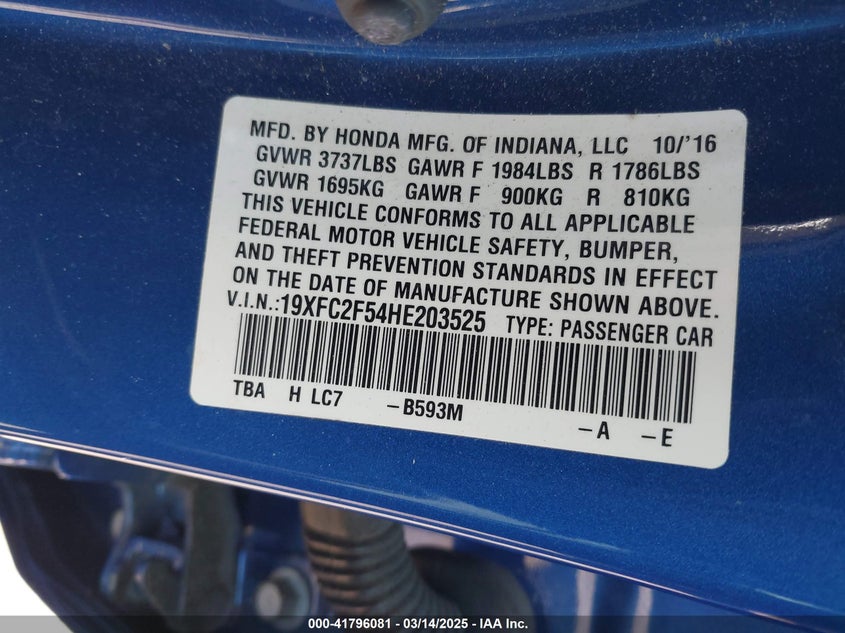 MFD. BY HONDA MFG. OF INDIANA, LLC 10/'16
GVWR 3737LBS GAWR F 1984LBS R 1786LBS
GVWR 1695KG GAWR F 900KG R 810KG
THIS VEHICLE CONFORMS TO ALL APPLICABLE
FEDERAL MOTOR VEHICLE SAFETY, BUMPER,
AND THEFT PREVENTION STANDARDS IN EFFECT
ON THE DATE OF MANUFACTURE SHOWN ABOVE.
V.I.N.:19XFC2F54HE203525 TYPE: PASSENGER CAR
TBA H LC7 -B593M -A -E
000-41796081 - 03/14/2025 - IAA Inc.